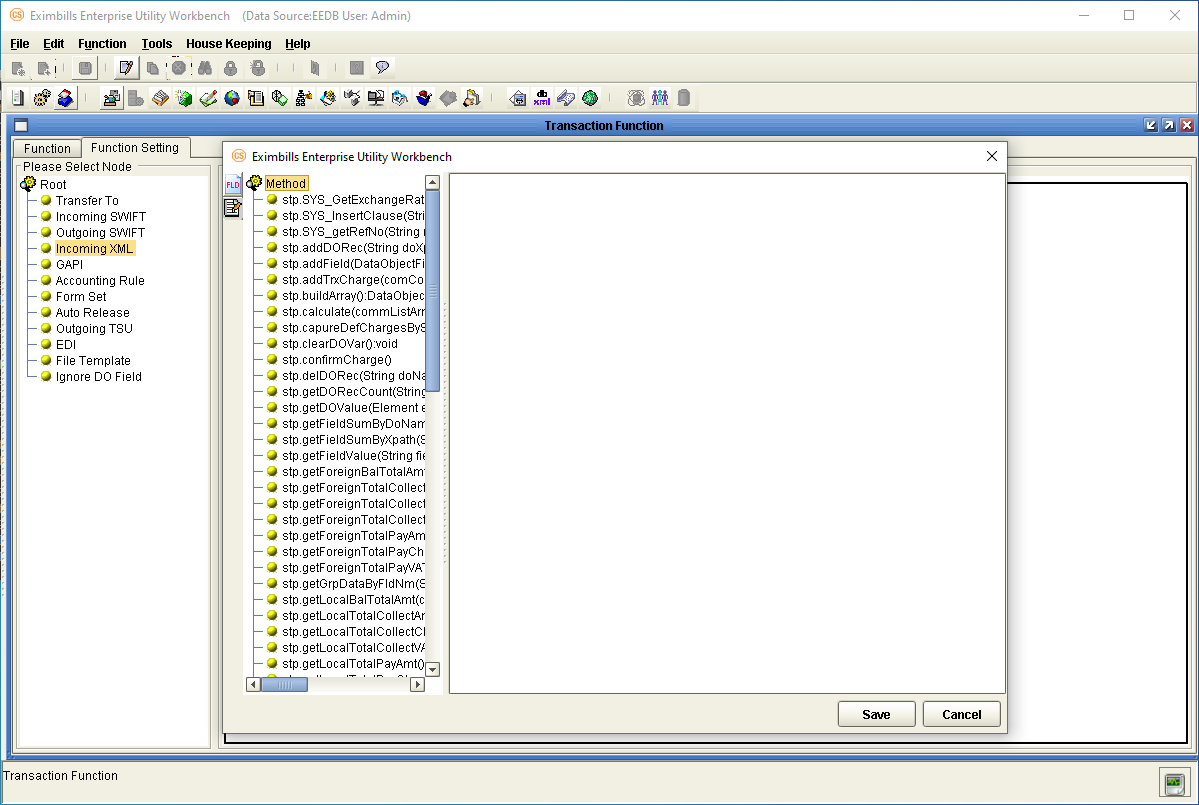 CS Eximbills Enterprise Utility Workbench (Data Source:EEDB User: Admin)
File Edit Function Tools House Keeping Help
xml
Transaction Function
Function Function Setting
Please Select Node
Root
Transfer To
Incoming SWIFT
Outgoing SWIFT
Incoming XML
GAPI
Accounting Rule
Form Set
Auto Release
Outgoing TSU
EDI
File Template
Ignore DO Field
CS Eximbills Enterprise Utility Workbench
FLD
Method
stp.SYS_GetExchangeRat
stp.SYS_InsertClause(Stri
stp.SYS_getRefNo(String
stp.addDORec(String doXp
stp.addField(DataObjectFi
stp.addTrxCharge(comCo
stp.buildArray():DataObjec
stp.calculate(commListArr
stp.capureDefChargesByS
stp.clearDOVar():void
stp.confirmCharge()
stp.delDORec(String doNa
stp.getDORecCount(String
stp.getDOValue(Element e
stp.getFieldSumByDoNam
stp.getFieldSumByXpath(S
stp.getFieldValue(String fie
stp.getForeignBalTotalAmt
stp.getForeignTotalCollect
stp.getForeignTotalCollect
stp.getForeignTotalCollect
stp.getForeignTotalPayAm
stp.getForeignTotalPayCh
stp.getForeignTotalPayVAT
stp.getGrpDataByFldNm(S
stp.getLocalBalTotalAmt(c
stp.getLocalTotalCollectAr
stp.getLocalTotalCollectCl
stp.getLocalTotalCollectVA
stp.getLocalTotalPayAmt()
Save Cancel
Transaction Function